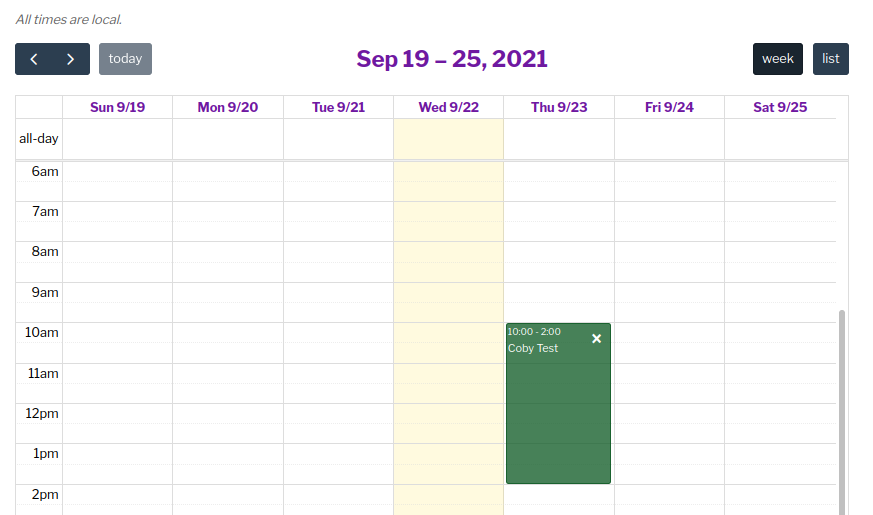 All times are local.
today
Sep 19 – 25, 2021
week
list
Sun 9/19
Mon 9/20
Tue 9/21
Wed 9/22
Thu 9/23
Fri 9/24
Sat 9/25
all-day
6am
7am
8am
9am
10am
10:00 - 2:00
Coby Test
11am
12pm
1pm
2pm